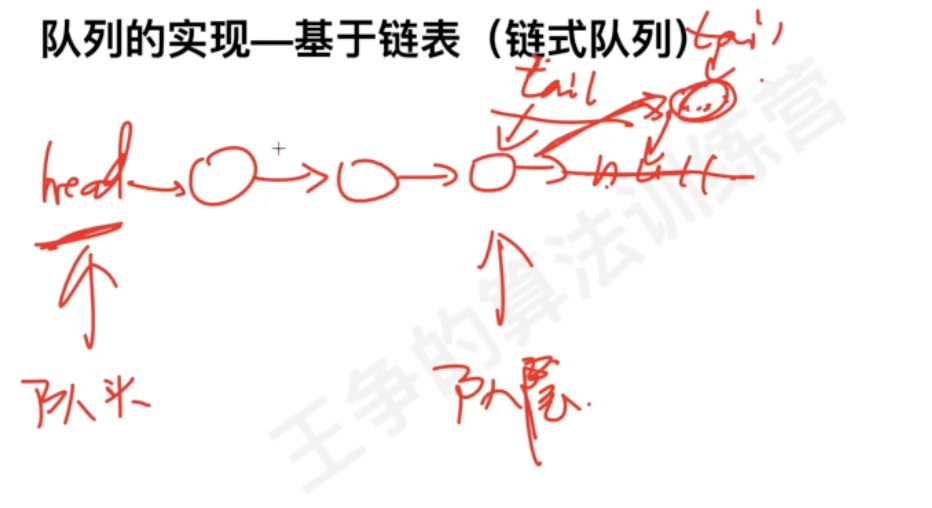 队列的实现—基于链表（链式队列）
tail
tail
head
null
队头
队尾
王争的算法训练营